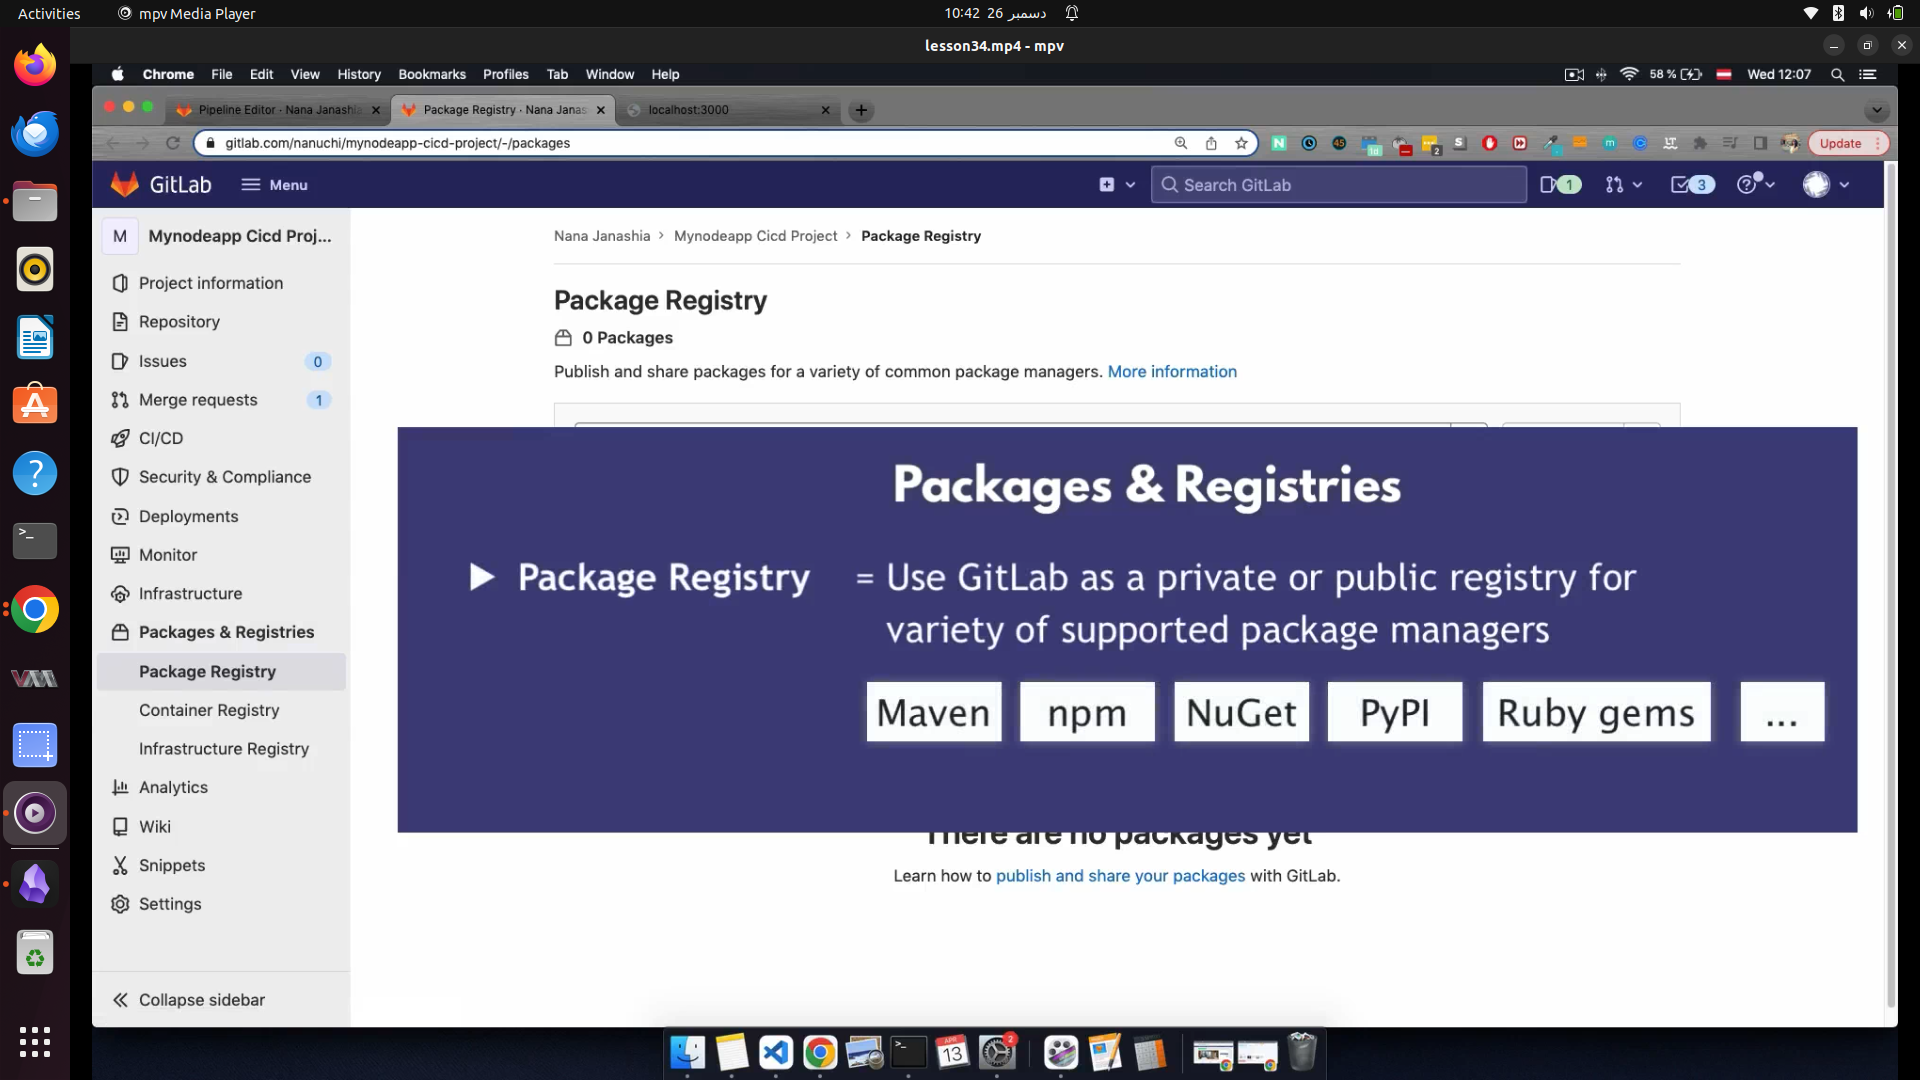 Activities
mpv Media Player
10:42 26 دسمبر
lesson34.mp4 - mpv
Chrome File Edit View History Bookmarks Profiles Tab Window Help
58 % Wed 12:07
Pipeline Editor · Nana Janashi
Package Registry · Nana Janas
localhost:3000
gitlab.com/nanuchi/mynodeapp-cicd-project/-/packages
Update
GitLab
Menu
Search GitLab
1
3
M
Mynodeapp Cicd Proj...
Project information
Repository
Issues 0
Merge requests 1
CI/CD
Security & Compliance
Deployments
Monitor
Infrastructure
Packages & Registries
Package Registry
Container Registry
Infrastructure Registry
Analytics
Wiki
Snippets
Settings
Collapse sidebar
Nana Janashia › Mynodeapp Cicd Project › Package Registry
Package Registry
0 Packages
Publish and share packages for a variety of common package managers. More information
Packages & Registries
Package Registry = Use GitLab as a private or public registry for
variety of supported package managers
Maven npm NuGet PyPI Ruby gems ...
There are no packages yet
Learn how to publish and share your packages with GitLab.
APR
13
2